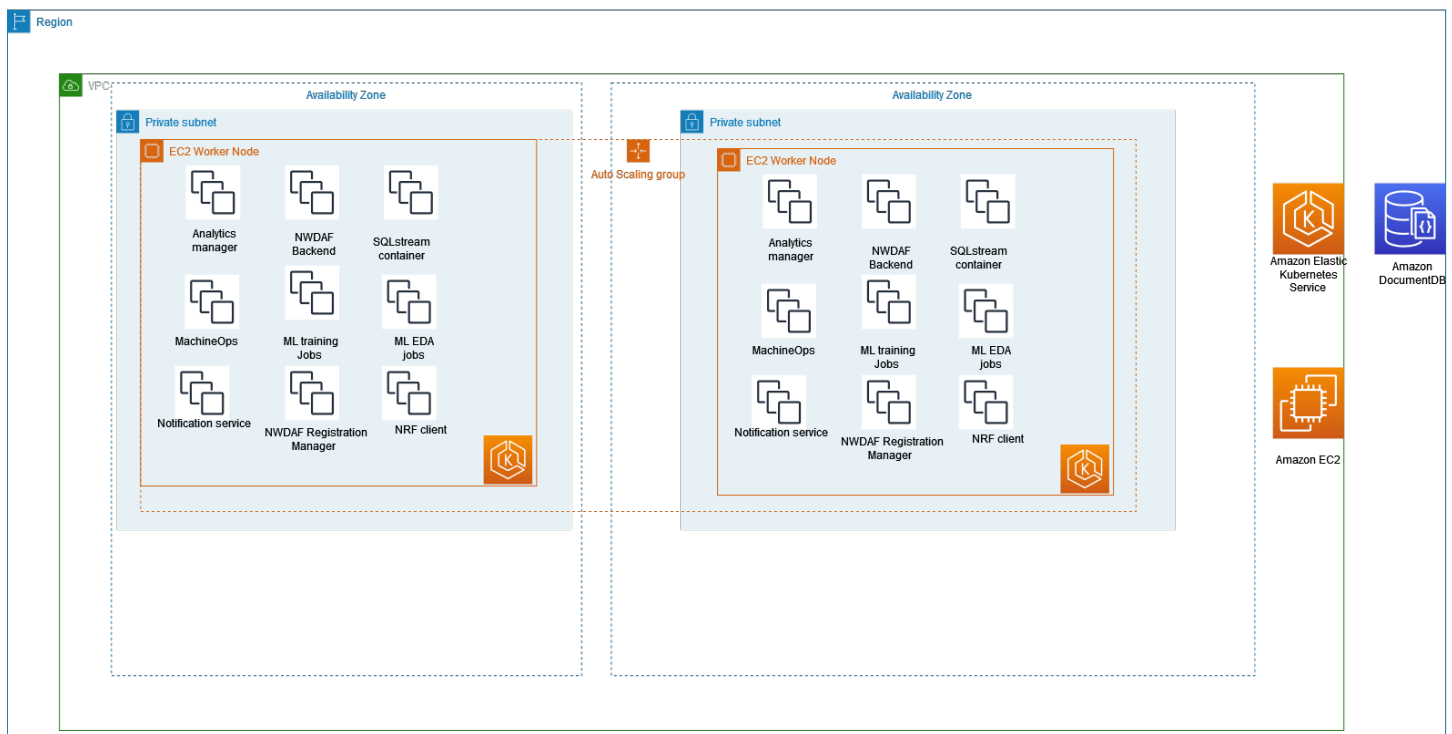 Region
VPC
Availability Zone
Availability Zone
Private subnet
Private subnet
EC2 Worker Node
Auto Scaling group
EC2 Worker Node
Analytics
manager
NWDAF
Backend
SQLstream
container
MachineOps
ML training
Jobs
ML EDA
jobs
Notification service
NWDAF Registration
Manager
NRF client
K
Analytics
manager
NWDAF
Backend
SQLstream
container
MachineOps
ML training
Jobs
ML EDA
jobs
Notification service
NWDAF Registration
Manager
NRF client
K
K
Amazon Elastic
Kubernetes
Service
Amazon
DocumentDB
Amazon EC2